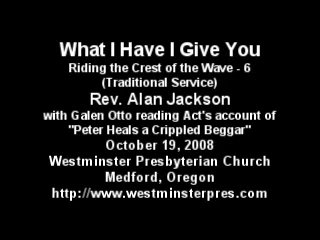 What I Have I Give You
Riding the Crest of the Wave - 6
(Traditional Service)
Rev. Alan Jackson
with Galen Otto reading Act's account of
"Peter Heals a Crippled Beggar"
October 19, 2008
Westminster Presbyterian Church
Medford, Oregon
http://www.westminsterpres.com